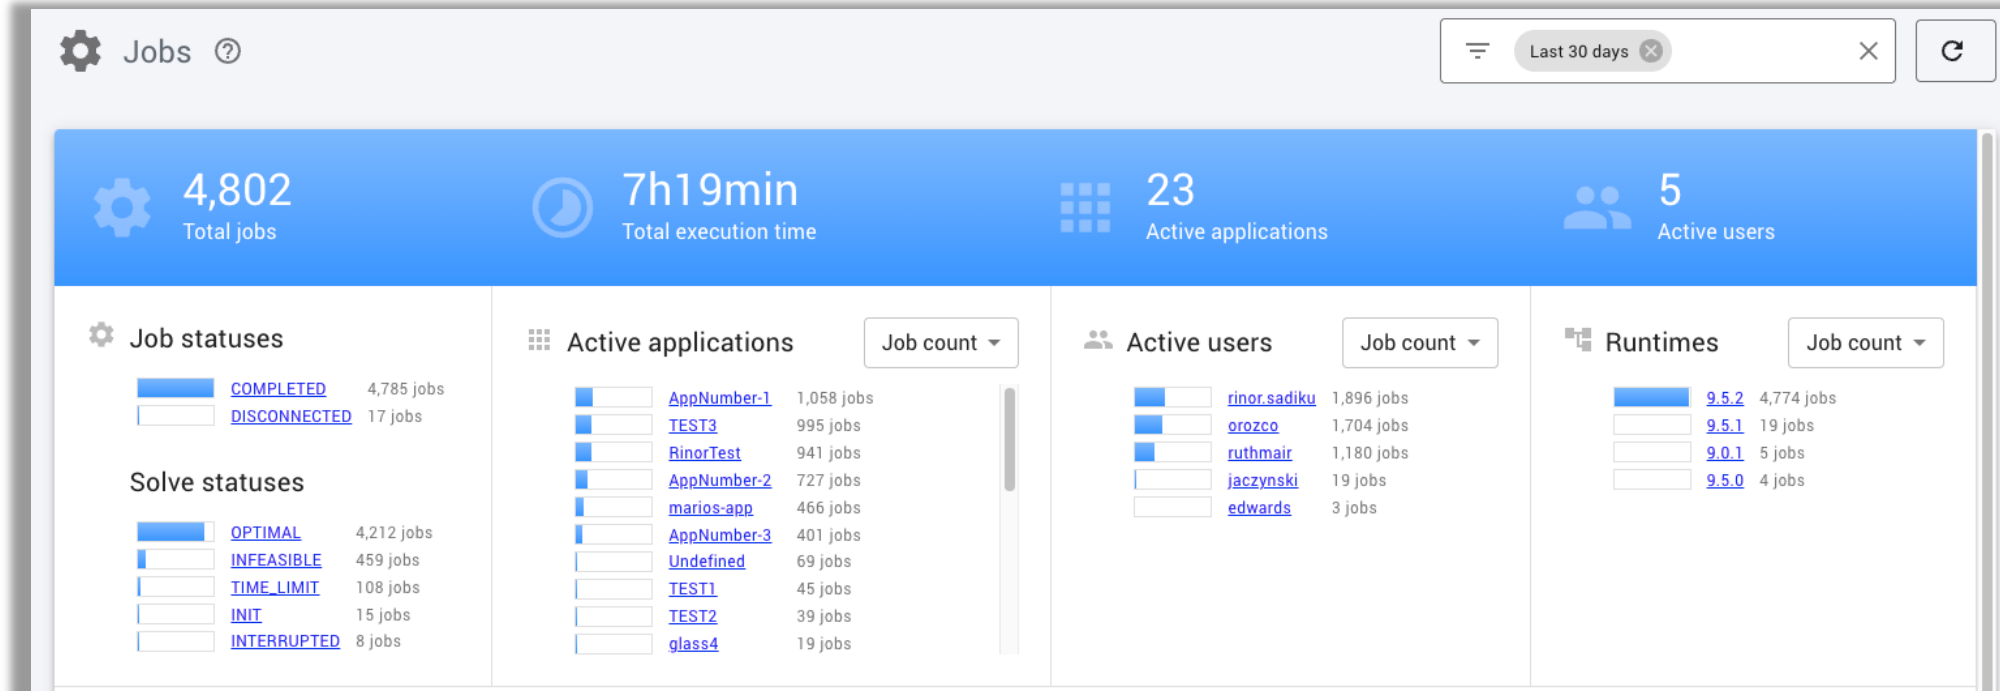 Jobs
Last 30 days
4,802
Total jobs
7h19min
Total execution time
23
Active applications
5
Active users
Job statuses
COMPLETED 4,785 jobs
DISCONNECTED 17 jobs
Solve statuses
OPTIMAL 4,212 jobs
INFEASIBLE 459 jobs
TIME_LIMIT 108 jobs
INIT 15 jobs
INTERRUPTED 8 jobs
Active applications Job count
AppNumber-1 1,058 jobs
TEST3 995 jobs
RinorTest 941 jobs
AppNumber-2 727 jobs
marios-app 466 jobs
AppNumber-3 401 jobs
Undefined 69 jobs
TEST1 45 jobs
TEST2 39 jobs
glass4 19 jobs
Active users Job count
rinor.sadiku 1,896 jobs
orozco 1,704 jobs
ruthmair 1,180 jobs
jaczynski 19 jobs
edwards 3 jobs
Runtimes Job count
9.5.2 4,774 jobs
9.5.1 19 jobs
9.0.1 5 jobs
9.5.0 4 jobs